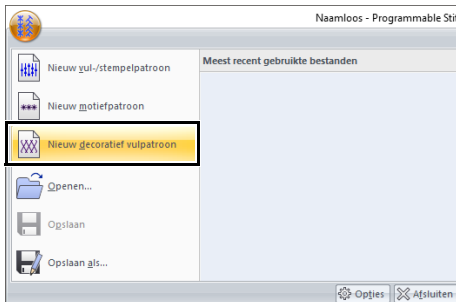 Naamloos - Programmable Stit
Nieuw vul-/stempelpatroon
Meest recent gebruikte bestanden
Nieuw motiefpatroon
Nieuw decoratief vulpatroon
Openen...
Opslaan
Opslaan als...
Opties
Afsluiten